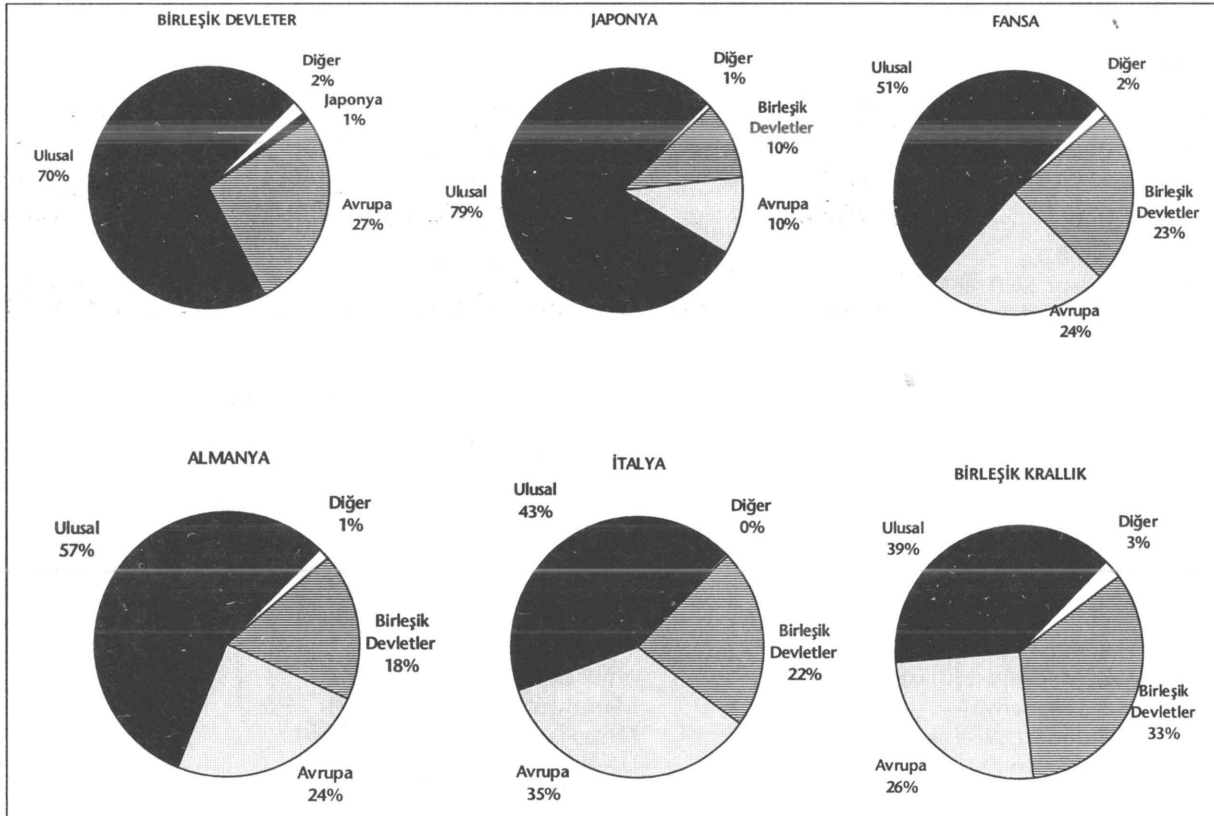 BİRLEŞİK DEVLETER
Diğer
2%
Japonya
1%
Ulusal
70%
Avrupa
27%
JAPONYA
Diğer
1%
Birleşik
Devletler
10%
Ulusal
79%
Avrupa
10%
FANSA
Ulusal
51%
Diğer
2%
Birleşik
Devletler
23%
Avrupa
24%
ALMANYA
Ulusal
57%
Diğer
1%
Birleşik
Devletler
18%
Avrupa
24%
İTALYA
Ulusal
43%
Diğer
0%
Birleşik
Devletler
22%
Avrupa
35%
BİRLEŞİK KRALLIK
Ulusal
39%
Diğer
3%
Birleşik
Devletler
33%
Avrupa
26%